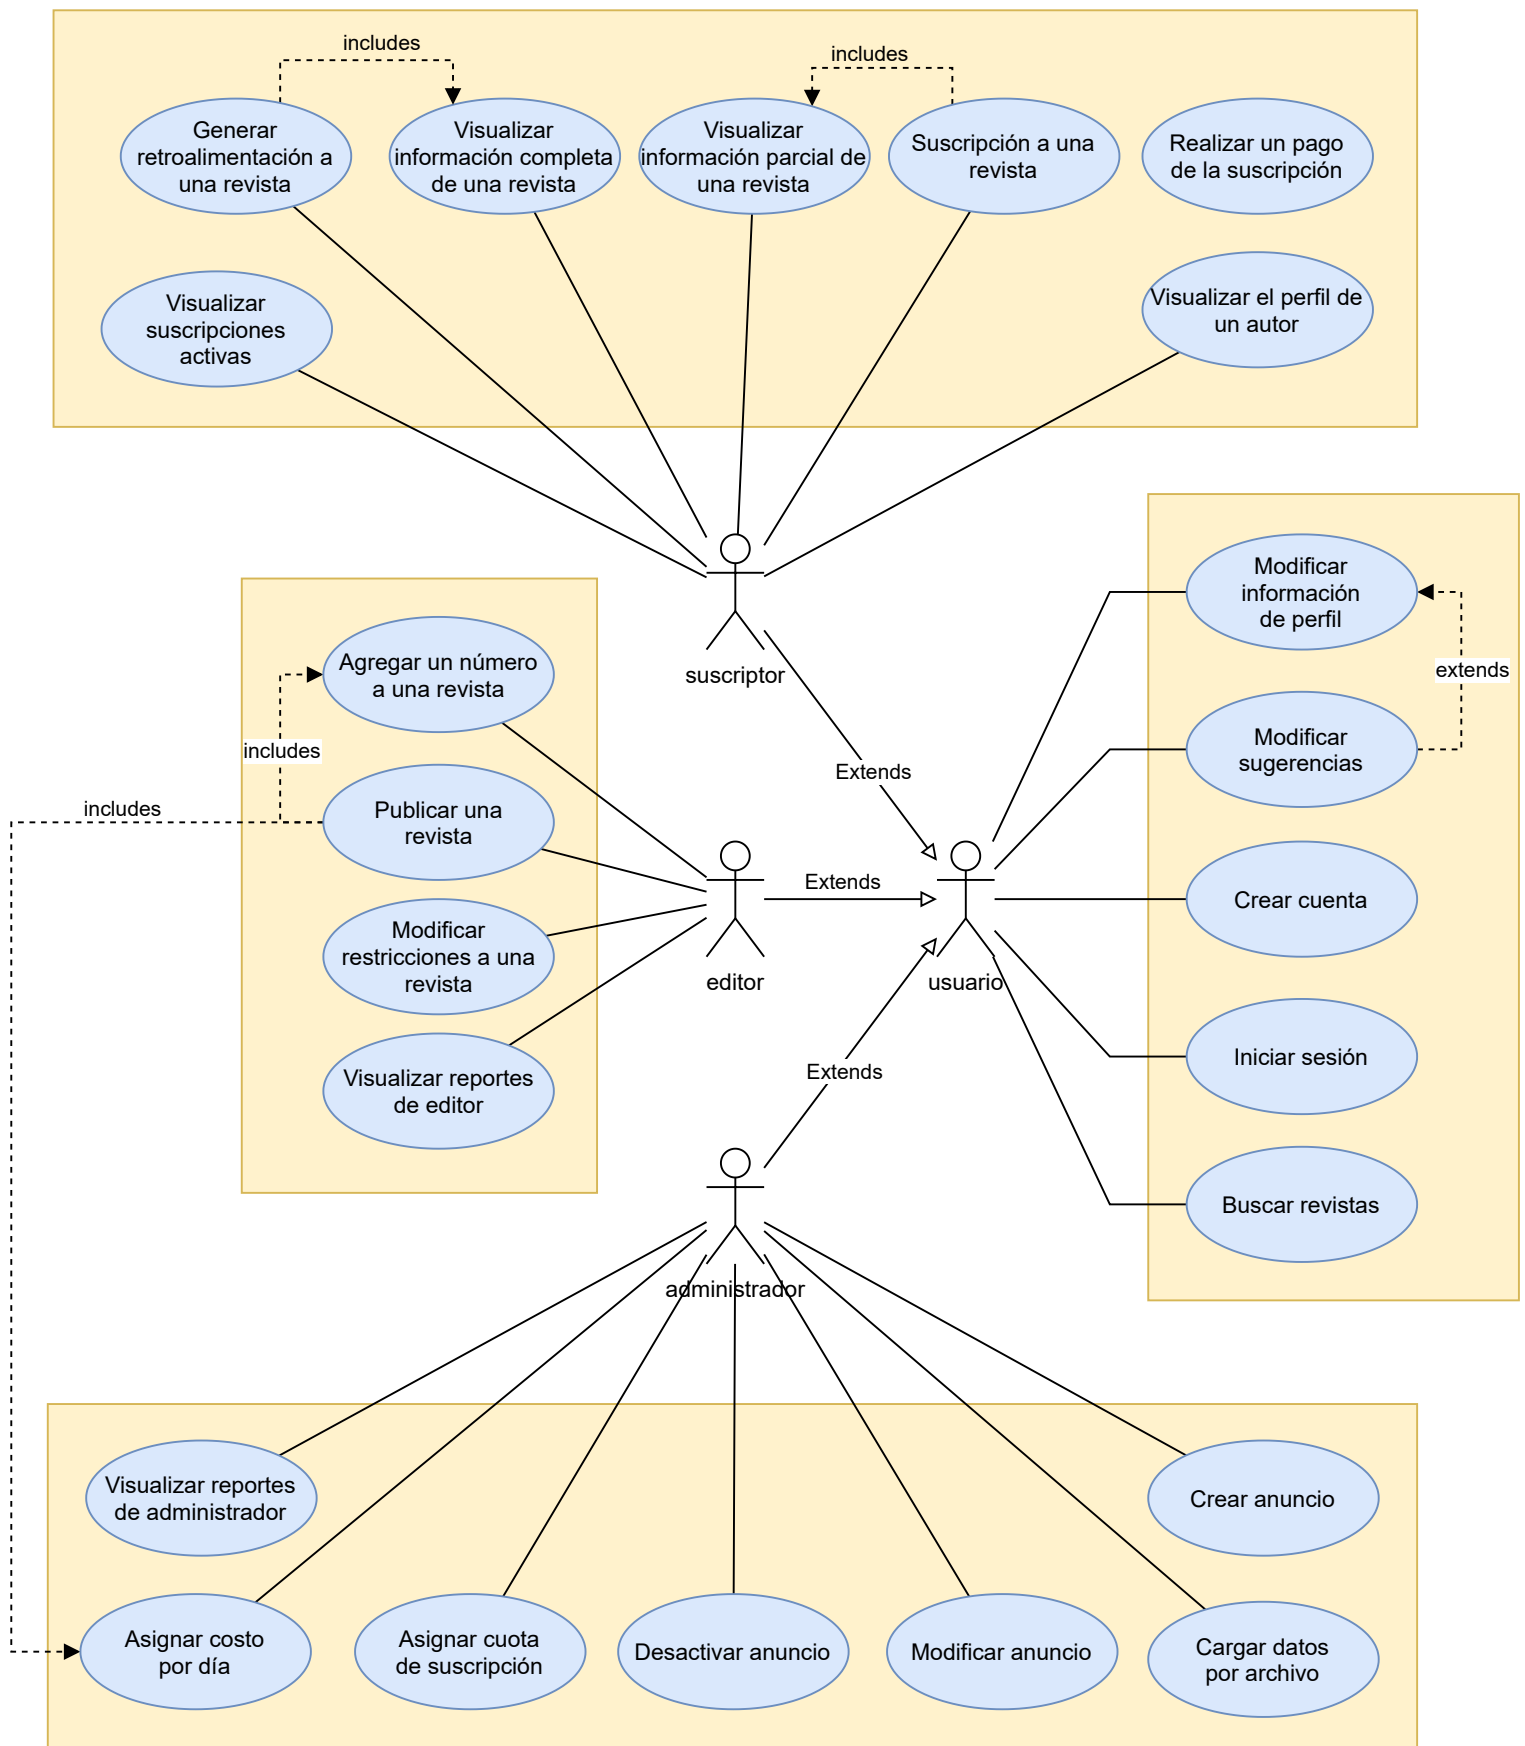 includes
includes
Generar
retroalimentación a
una revista
Visualizar
información completa
de una revista
Visualizar
información parcial de
una revista
Suscripción a una
revista
Realizar un pago
de la suscripción
Visualizar
suscripciones
activas
Visualizar el perfil de
un autor
suscriptor
Modificar
información
de perfil
extends
Modificar
sugerencias
Crear cuenta
Iniciar sesión
Buscar revistas
Agregar un número
a una revista
includes
includes
Publicar una
revista
Modificar
restricciones a una
revista
Visualizar reportes
de editor
Extends
Extends
Extends
editor
usuario
administrador
Visualizar reportes
de administrador
Crear anuncio
Asignar costo
por día
Asignar cuota
de suscripción
Desactivar anuncio
Modificar anuncio
Cargar datos
por archivo